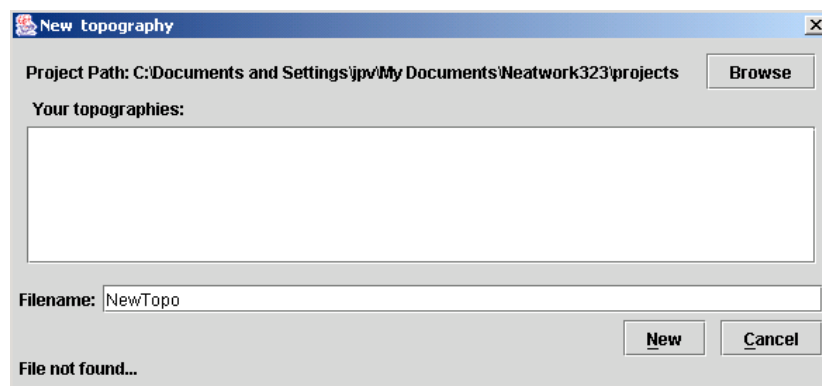 New topography
Project Path: C:\Documents and Settings\jpv\My Documents\Neatwork323\projects
Browse
Your topographies:
Filename: NewTopo
New Cancel
File not found...